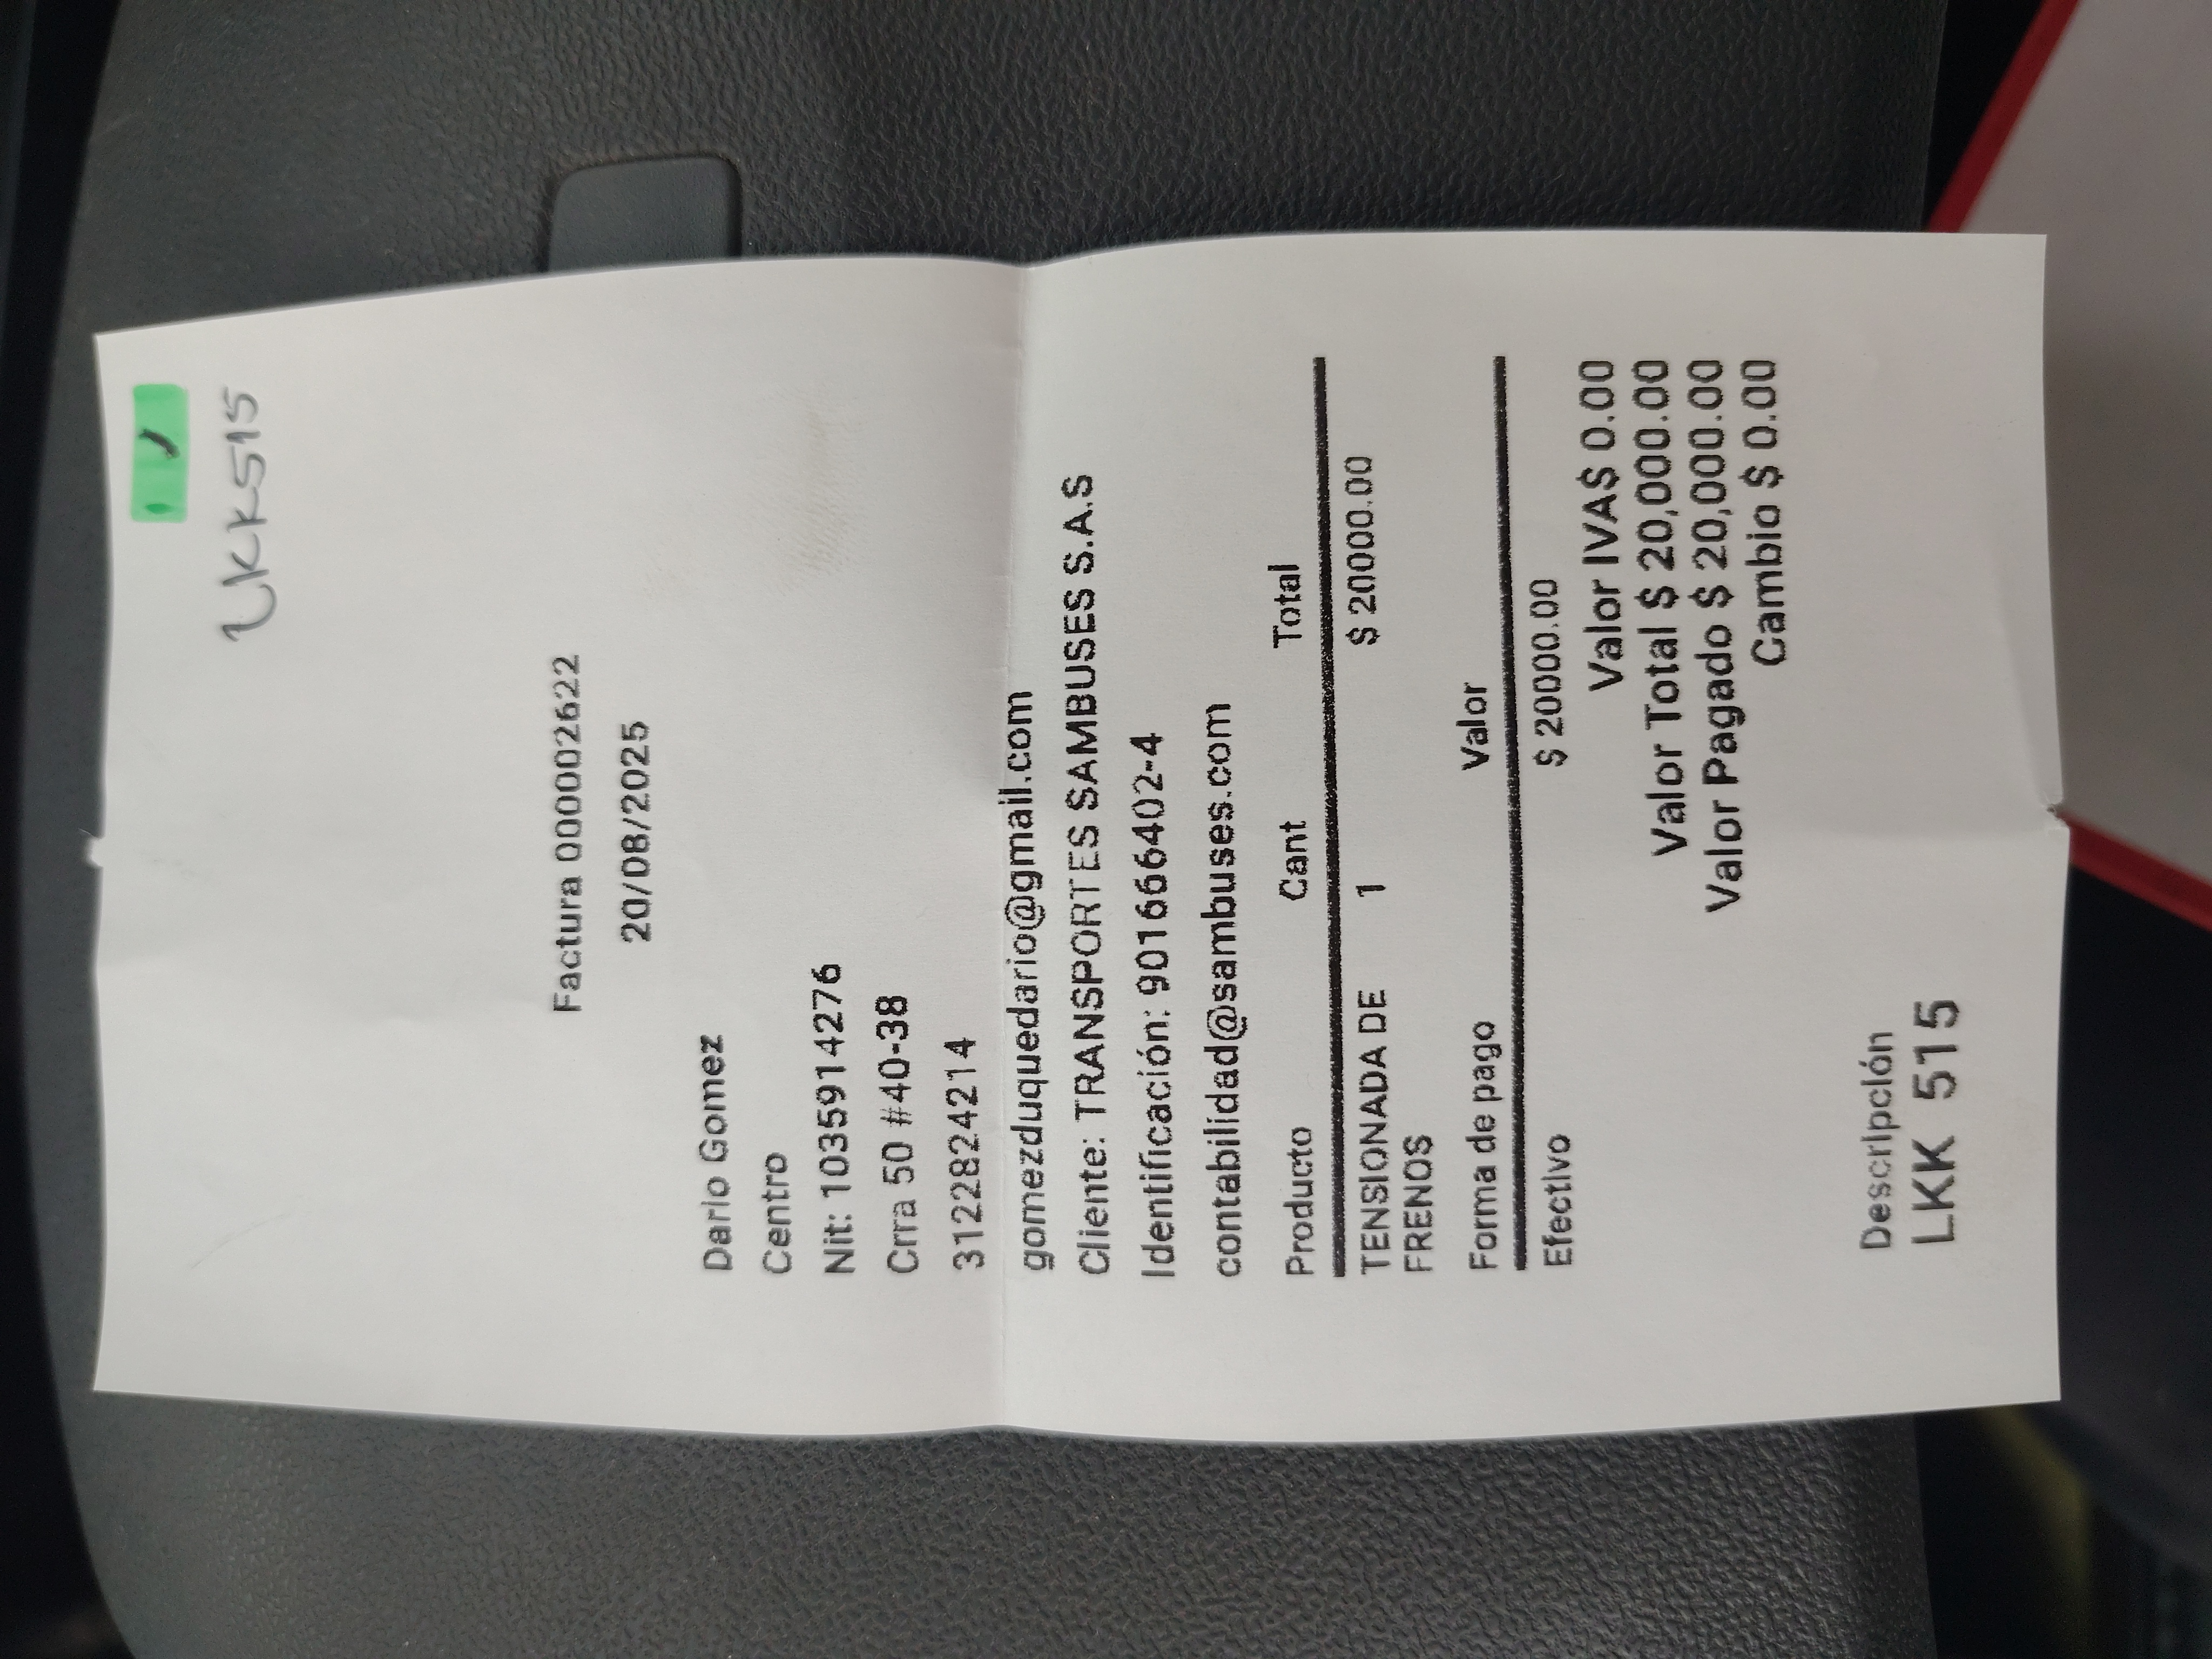 LKK515
Factura 0000002622
20/08/2025
Dario Gomez
Centro
Nit: 1035914276
Crra 50 #40-38
3122824214
gomezduquedario@gmail.com
Cliente: TRANSPORTES SAMBUSES S.A.S
Identificación: 901666402-4
contabilidad@sambuses.com
Producto Cant Total
TENSIONADA DE 1 $ 20000.00
FRENOS
Forma de pago Valor
Efectivo $ 20000.00
Valor IVA$ 0.00
Valor Total $ 20,000.00
Valor Pagado $ 20,000.00
Cambio $ 0.00
Descripción
LKK 515